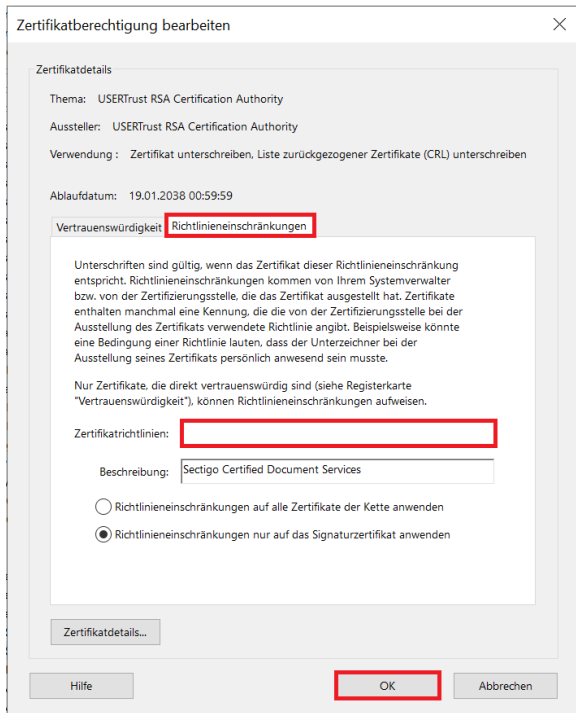 Zertifikatberechtigung bearbeiten
Zertifikatdetails
Thema: USERTrust RSA Certification Authority
Aussteller: USERTrust RSA Certification Authority
Verwendung : Zertifikat unterschreiben, Liste zurückgezogener Zertifikate (CRL) unterschreiben
Ablaufdatum: 19.01.2038 00:59:59
Vertrauenswürdigkeit Richtlinieneinschränkungen
Unterschriften sind gültig, wenn das Zertifikat dieser Richtlinieneinschränkung
entspricht. Richtlinieneinschränkungen kommen von Ihrem Systemverwalter
bzw. von der Zertifizierungsstelle, die das Zertifikat ausgestellt hat. Zertifikate
enthalten manchmal eine Kennung, die die von der Zertifizierungsstelle bei der
Ausstellung des Zertifikats verwendete Richtlinie angibt. Beispielsweise könnte
eine Bedingung einer Richtlinie lauten, dass der Unterzeichner bei der
Ausstellung seines Zertifikats persönlich anwesend sein musste.
Nur Zertifikate, die direkt vertrauenswürdig sind (siehe Registerkarte
"Vertrauenswürdigkeit"), können Richtlinieneinschränkungen aufweisen.
Zertifikatrichtlinien:
Beschreibung: Sectigo Certified Document Services
Richtlinieneinschränkungen auf alle Zertifikate der Kette anwenden
Richtlinieneinschränkungen nur auf das Signaturzertifikat anwenden
Zertifikatdetails...
Hilfe OK Abbrechen